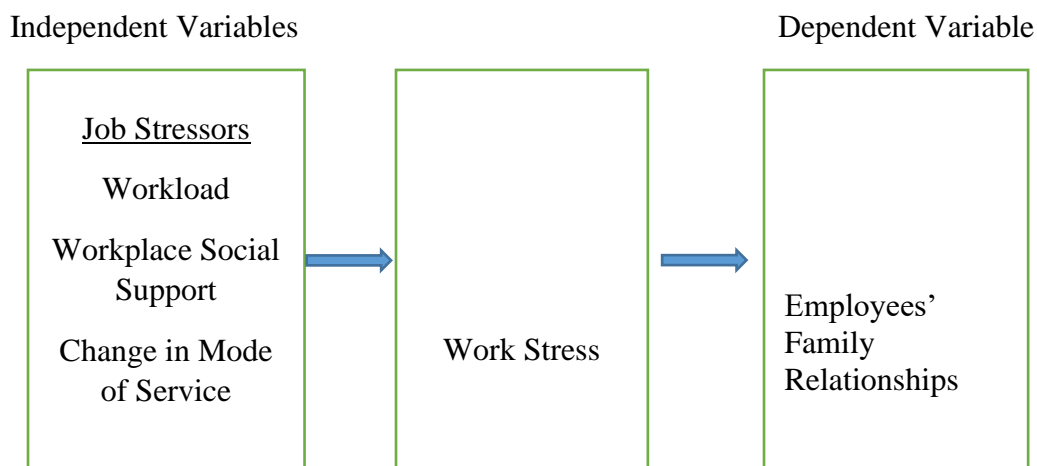 Independent Variables
Dependent Variable
Job Stressors
Workload
Workplace Social
Support
Change in Mode
of Service
Work Stress
Employees’
Family
Relationships